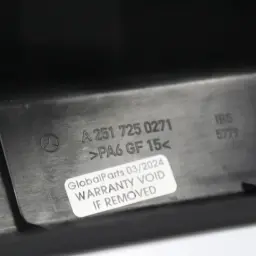 A 251 725 0271
>PA6 GF 15<
GlobalParts 03/2024
WARRANTY VOID
IF REMOVED